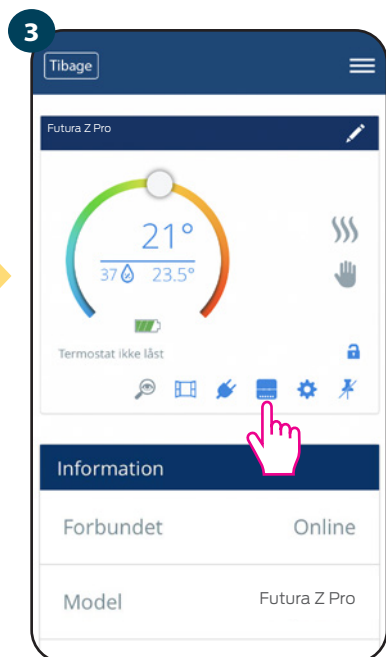 3
Tibage
Futura Z Pro
21°
37 23.5°
Termostat ikke låst
Information
Forbundet Online
Model Futura Z Pro